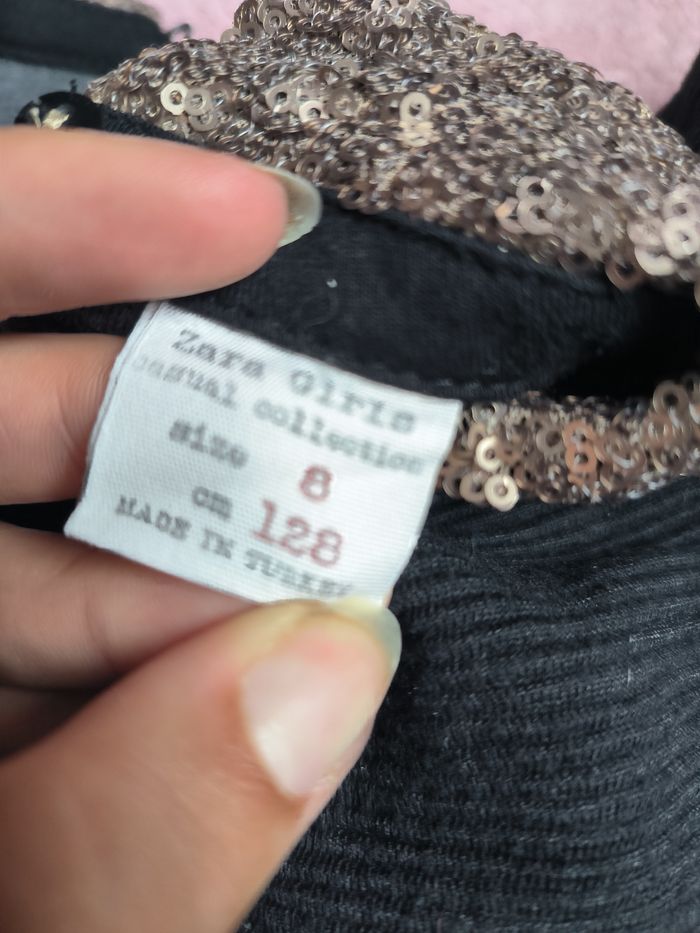 Zara Girls
casual collection
size 8
cm 128
MADE IN TURKEY